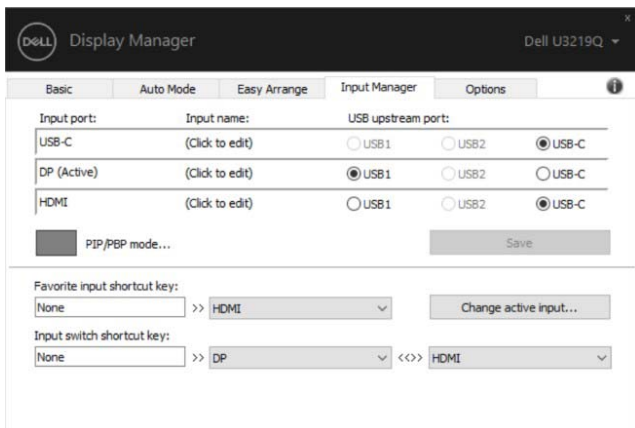 x
DELL Display Manager Dell U3219Q
Basic Auto Mode Easy Arrange Input Manager Options i
Input port: Input name: USB upstream port:
USB-C (Click to edit) USB1 USB2 USB-C
DP (Active) (Click to edit) USB1 USB2 USB-C
HDMI (Click to edit) USB1 USB2 USB-C
PIP/PBP mode... Save
Favorite input shortcut key:
None >> HDMI Change active input...
Input switch shortcut key:
None >> DP <<>> HDMI